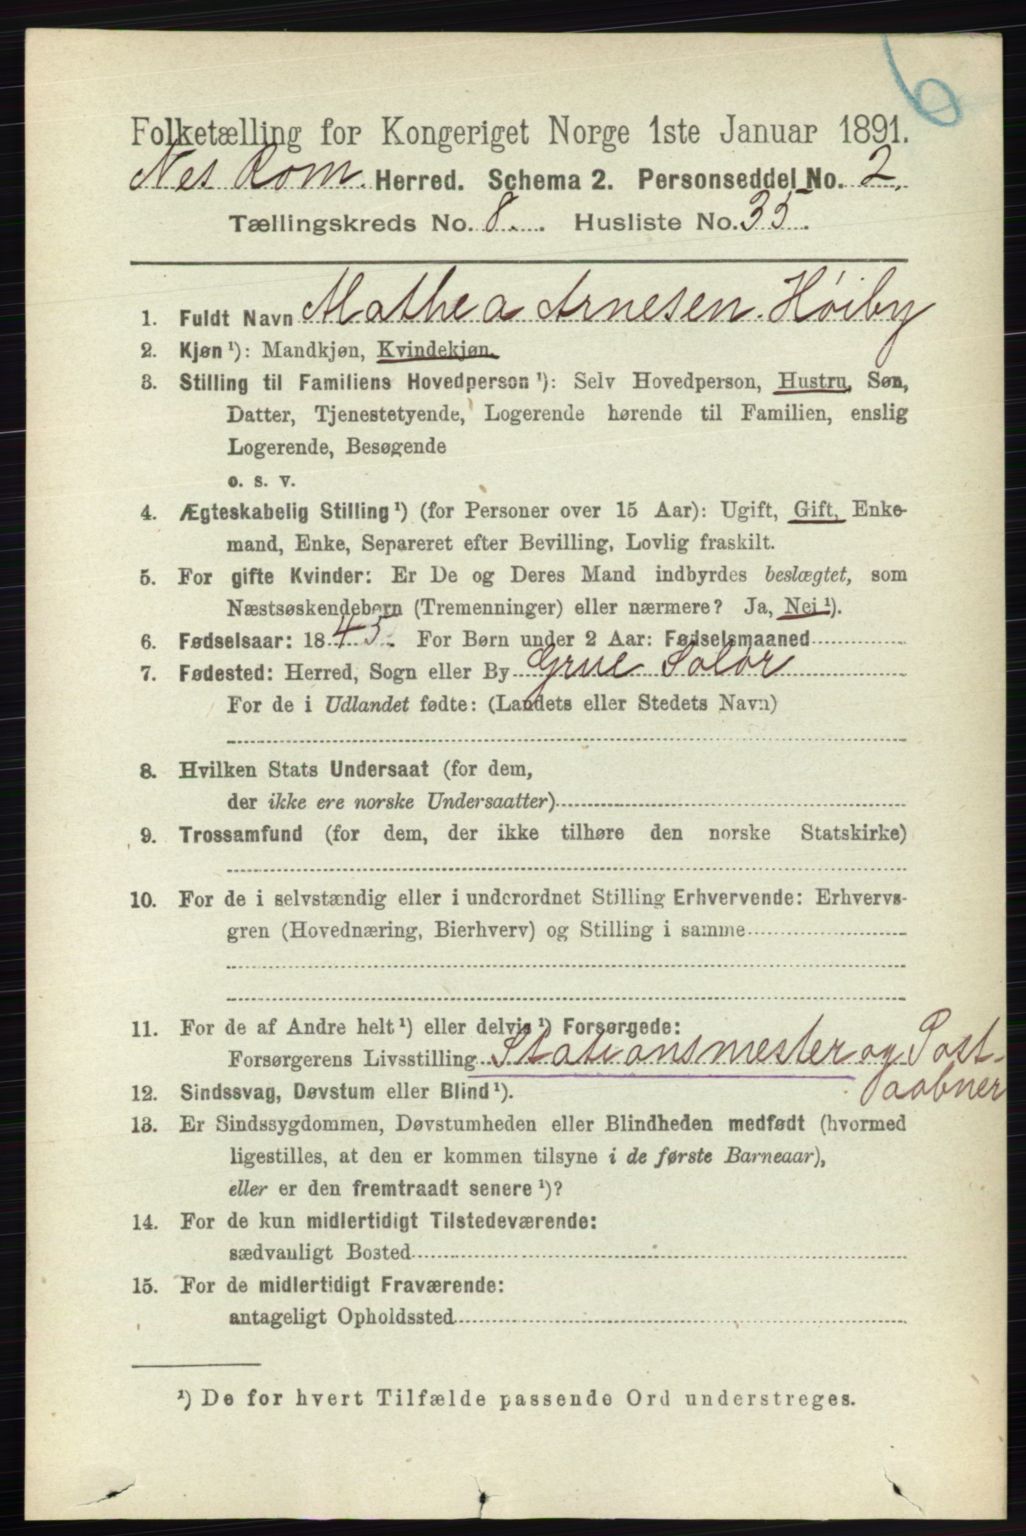 6
Folketælling for Kongeriget Norge 1ste Januar 1891.
Nes Rom. Herred. Schema 2. Personseddel No. 2.
Tællingskreds No. 8. Husliste No. 35.
1. Fuldt Navn Mathea Arnesen. Høiby
2. Kjøn ¹): Mandkjøn, Kvindekjøn.
3. Stilling til Familiens Hovedperson ¹): Selv Hovedperson, Hustru, Søn,
Datter, Tjenestetyende, Logerende hørende til Familien, enslig
Logerende, Besøgende
o. s. v.
4. Ægteskabelig Stilling ¹) (for Personer over 15 Aar): Ugift, Gift, Enke-
mand, Enke, Separeret efter Bevilling, Lovlig fraskilt.
5. For gifte Kvinder: Er De og Deres Mand indbyrdes beslægtet, som
Næstsøskendebørn (Tremenninger) eller nærmere? Ja, Nei ¹).
6. Fødselsaar: 1843. For Børn under 2 Aar: Fødselsmaaned
7. Fødested: Herred, Sogn eller By Grue Solør
For de i Udlandet fødte: (Landets eller Stedets Navn)
8. Hvilken Stats Undersaat (for dem,
der ikke ere norske Undersaatter)
9. Trossamfund (for dem, der ikke tilhøre den norske Statskirke)
10. For de i selvstændig eller i underordnet Stilling Erhvervende: Erhvervs-
gren (Hovednæring, Bierhverv) og Stilling i samme
11. For de af Andre helt ¹) eller delvis ¹) Forsørgede:
Forsørgerens Livsstilling Stationsmester og Post-
aabner
12. Sindssvag, Døvstum eller Blind ¹).
13. Er Sindssygdommen, Døvstumheden eller Blindheden medfødt (hvormed
ligestilles, at den er kommen tilsyne i de første Barneaar),
eller er den fremtraadt senere ¹)?
14. For de kun midlertidigt Tilstedeværende:
sædvanligt Bosted
15. For de midlertidigt Fraværende:
antageligt Opholdssted
¹) De for hvert Tilfælde passende Ord understreges.